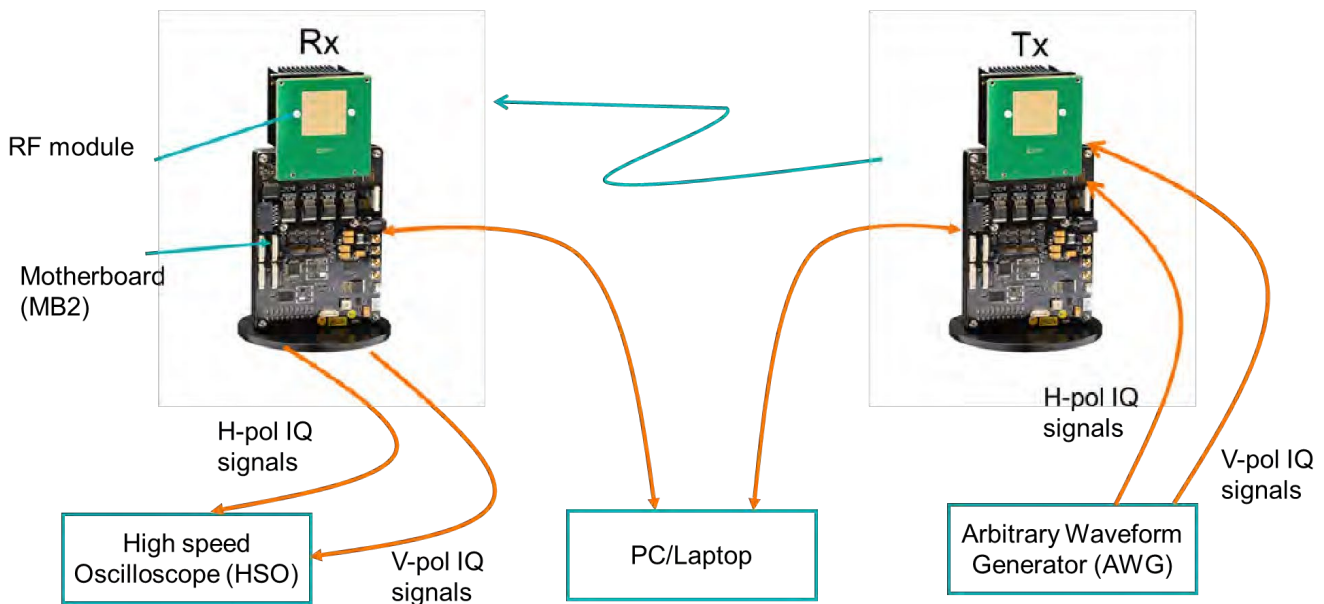 Rx
Tx
RF module
Motherboard
(MB2)
H-pol IQ
signals
V-pol IQ
signals
H-pol IQ
signals
V-pol IQ
signals
High speed
Oscilloscope (HSO)
PC/Laptop
Arbitrary Waveform
Generator (AWG)